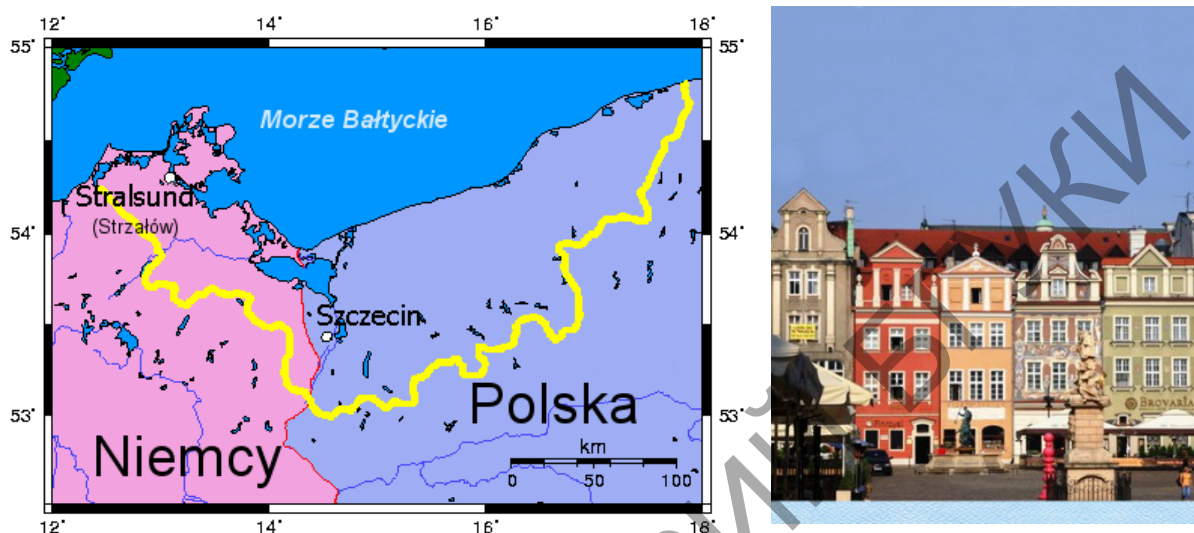 12° 14° 16° 18°
55° 55°
Morze Bałtyckie
Stralsund
(Strzałów)
54° 54°
Szczecin
53° 53°
Polska
Niemcy
km
0 50 100
12° 14° 16° 18°
BROVARIA
БУКИ